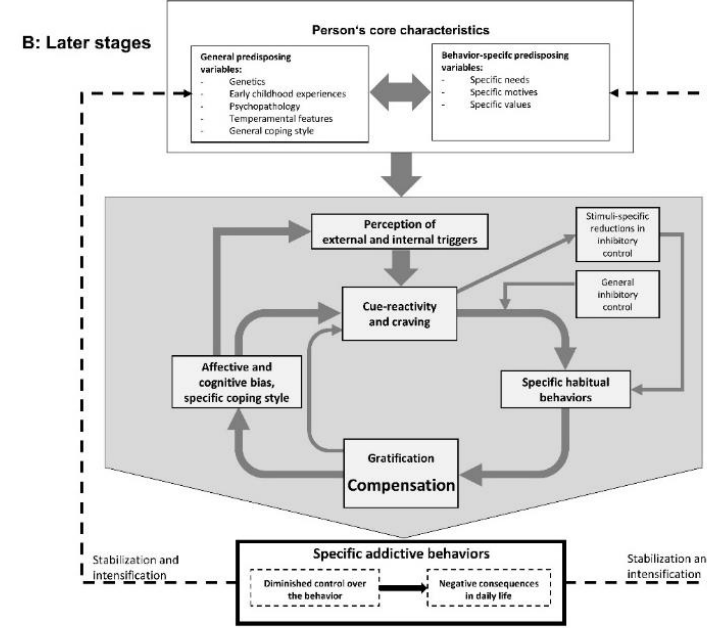 B: Later stages
Person's core characteristics
General predisposing
variables:
- Genetics
- Early childhood experiences
- Psychopathology
- Temperamental features
- General coping style
Behavior-specifc predisposing
variables:
- Specific needs
- Specific motives
- Specific values
Perception of
external and internal triggers
Stimuli-specific
reductions in
inhibitory
control
Cue-reactivity
and craving
General
inhibitory
control
Affective and
cognitive bias,
specific coping style
Specific habitual
behaviors
Gratification
Compensation
Specific addictive behaviors
Stabilization and
intensification
Diminished control over
the behavior
Negative consequences
in daily life
Stabilization an
intensification